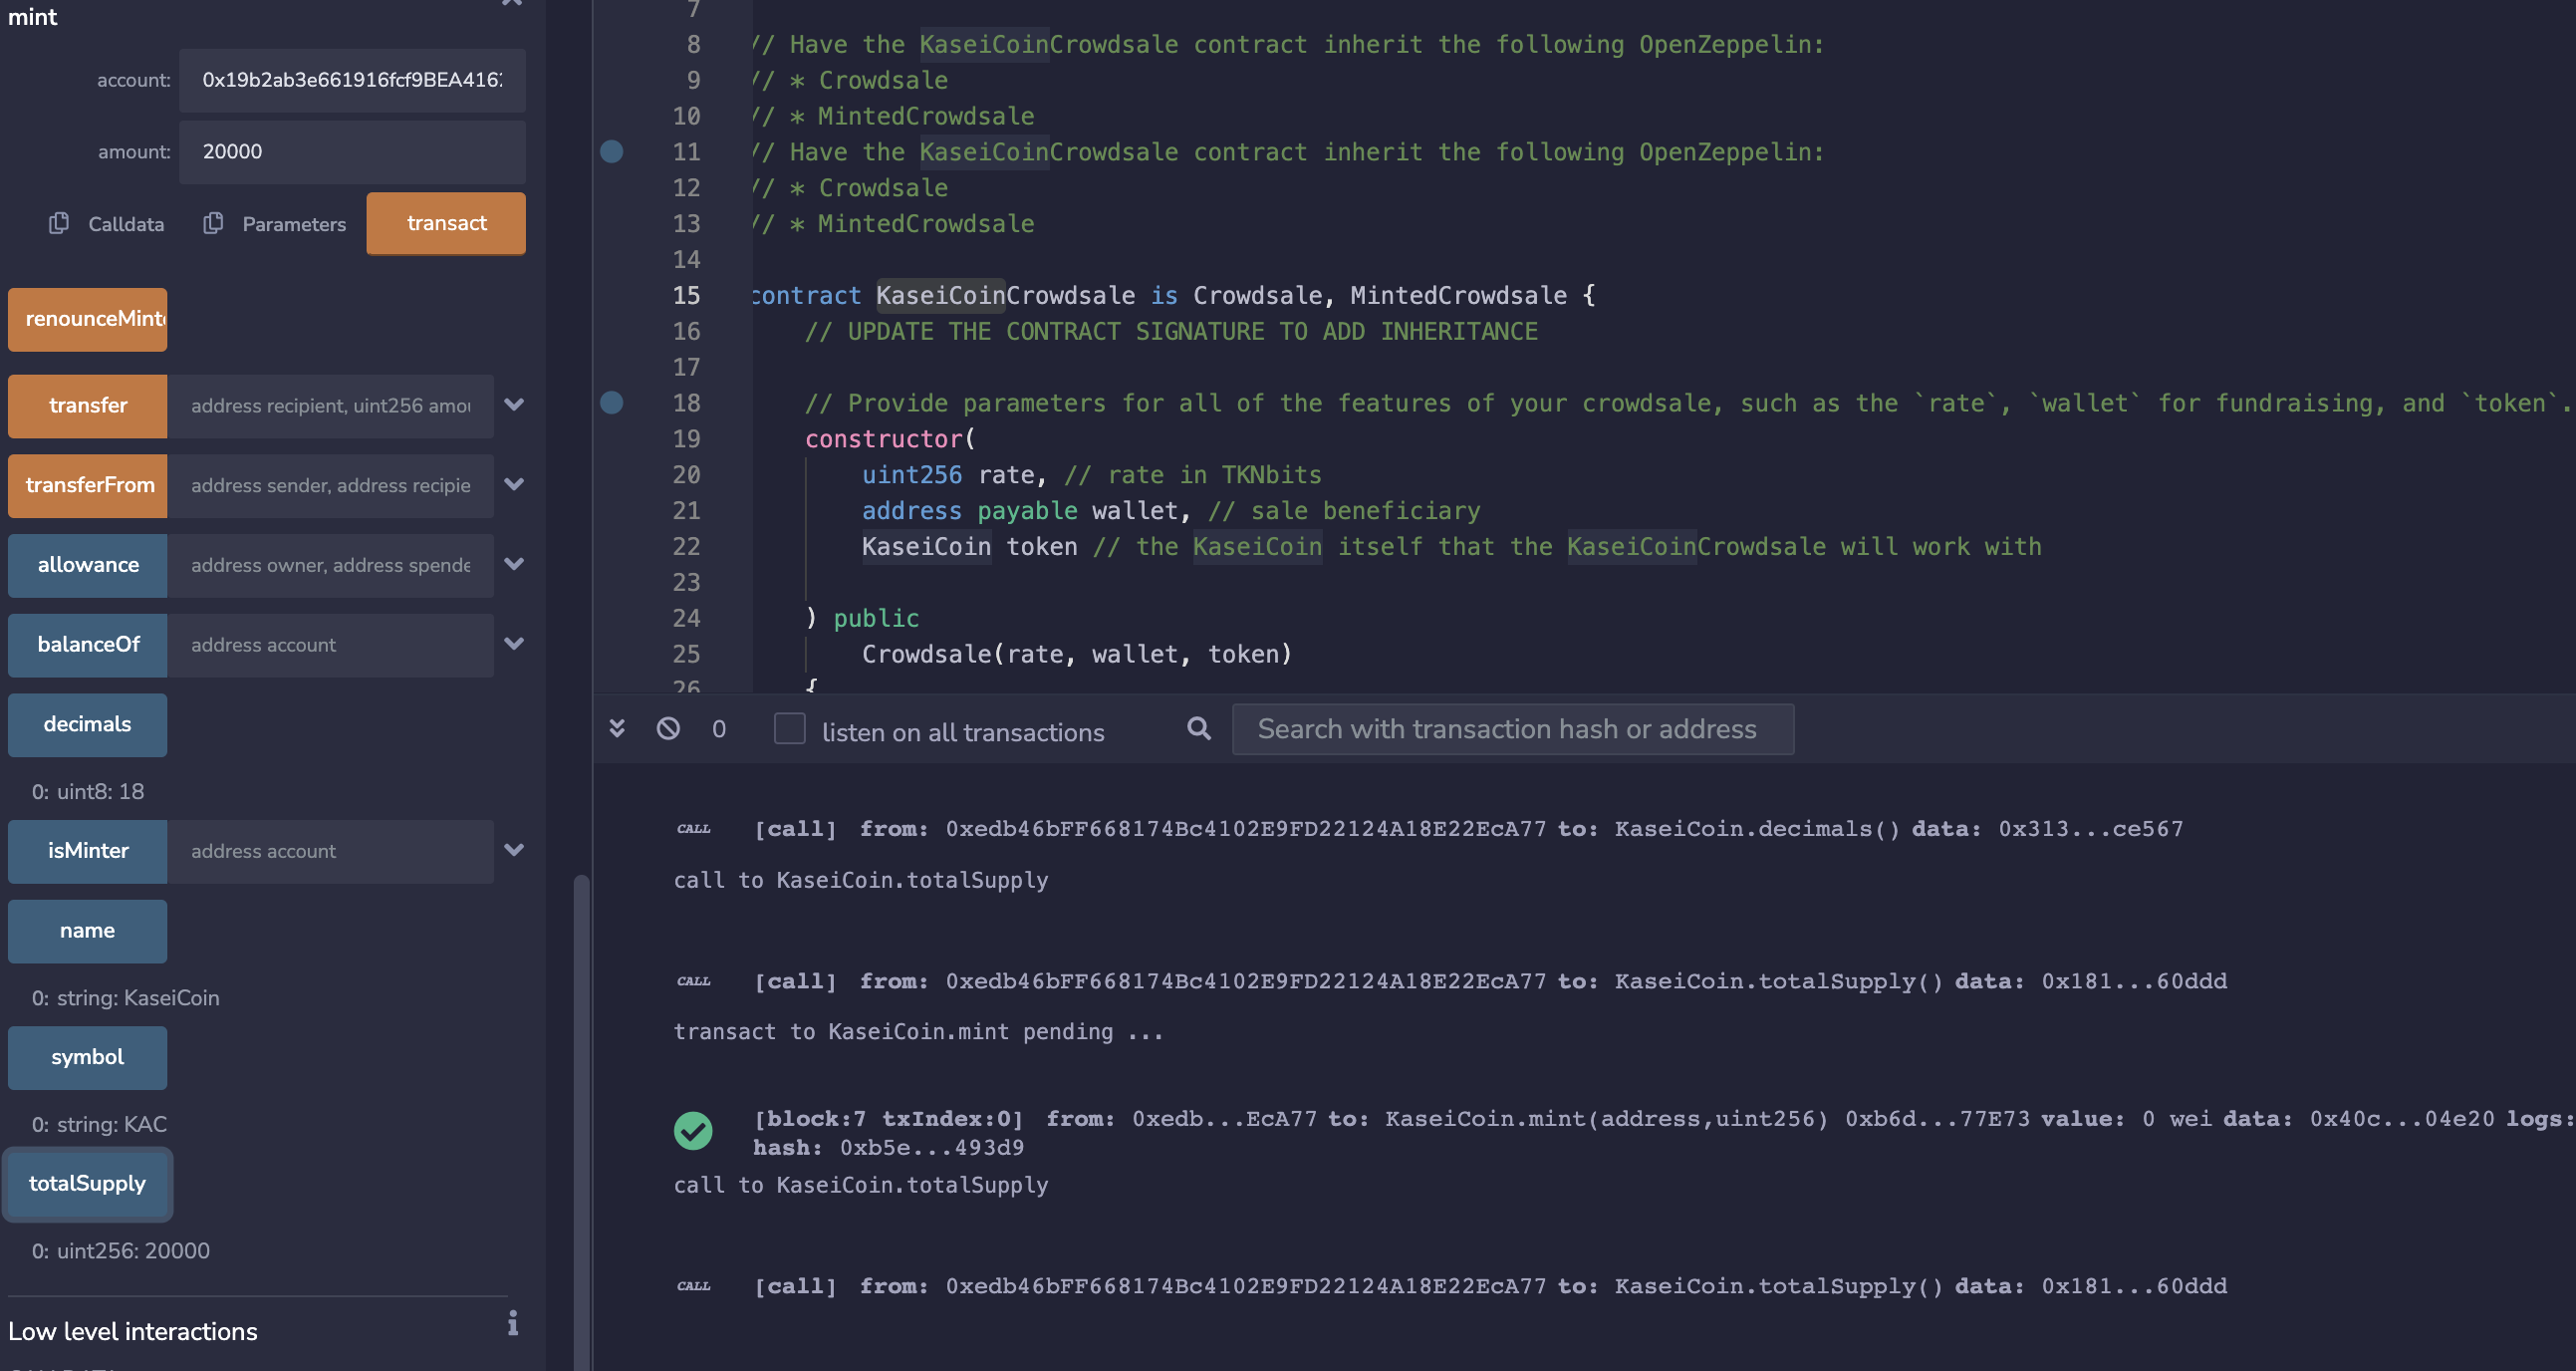 mint
account: 0x19b2ab3e661916fcf9BEA416
amount: 20000
Calldata Parameters transact
renounceMint
transfer address recipient, uint256 amou
transferFrom address sender, address recipie
allowance address owner, address spende
balanceOf address account
decimals
0: uint8: 18
isMinter address account
name
0: string: KaseiCoin
symbol
0: string: KAC
totalSupply
0: uint256: 20000
Low level interactions
7
8 // Have the KaseiCoinCrowdsale contract inherit the following OpenZeppelin:
9 // * Crowdsale
10 // * MintedCrowdsale
11 // Have the KaseiCoinCrowdsale contract inherit the following OpenZeppelin:
12 // * Crowdsale
13 // * MintedCrowdsale
14
15 contract KaseiCoinCrowdsale is Crowdsale, MintedCrowdsale {
16 // UPDATE THE CONTRACT SIGNATURE TO ADD INHERITANCE
17
18 // Provide parameters for all of the features of your crowdsale, such as the `rate`, `wallet` for fundraising, and `token`.
19 constructor(
20 uint256 rate, // rate in TKNbits
21 address payable wallet, // sale beneficiary
22 KaseiCoin token // the KaseiCoin itself that the KaseiCoinCrowdsale will work with
23
24 ) public
25 Crowdsale(rate, wallet, token)
26 {
0 listen on all transactions Search with transaction hash or address
CALL [call] from: 0xedb46bFF668174Bc4102E9FD22124A18E22EcA77 to: KaseiCoin.decimals() data: 0x313...ce567
call to KaseiCoin.totalSupply
CALL [call] from: 0xedb46bFF668174Bc4102E9FD22124A18E22EcA77 to: KaseiCoin.totalSupply() data: 0x181...60ddd
transact to KaseiCoin.mint pending ...
[block:7 txIndex:0] from: 0xedb...EcA77 to: KaseiCoin.mint(address,uint256) 0xb6d...77E73 value: 0 wei data: 0x40c...04e20 logs:
hash: 0xb5e...493d9
call to KaseiCoin.totalSupply
CALL [call] from: 0xedb46bFF668174Bc4102E9FD22124A18E22EcA77 to: KaseiCoin.totalSupply() data: 0x181...60ddd